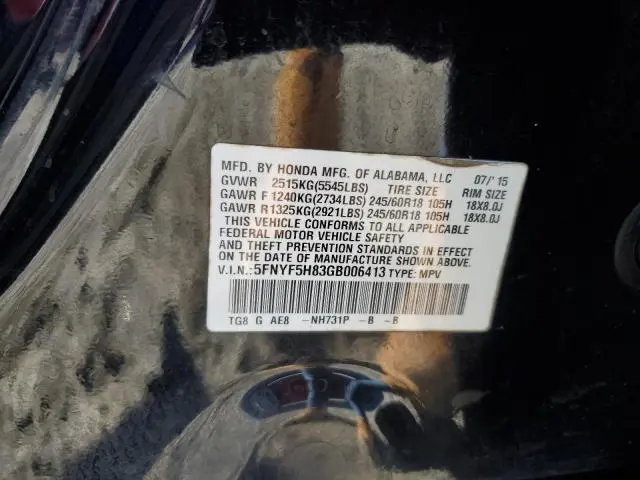 MFD. BY HONDA MFG. OF ALABAMA, LLC 07/'15
GVWR 2515KG(5545LBS) TIRE SIZE RIM SIZE
GAWR F 1240KG(2734LBS) 245/60R18 105H 18X8.0J
GAWR R1325KG(2921LBS) 245/60R18 105H 18X8.0J
THIS VEHICLE CONFORMS TO ALL APPLICABLE
FEDERAL MOTOR VEHICLE SAFETY
AND THEFT PREVENTION STANDARDS IN EFFECT
ON THE DATE OF MANUFACTURE SHOWN ABOVE.
V.I.N.: 5FNYF5H83GB006413 TYPE: MPV
TG8 G AE8 -NH731P -B -B